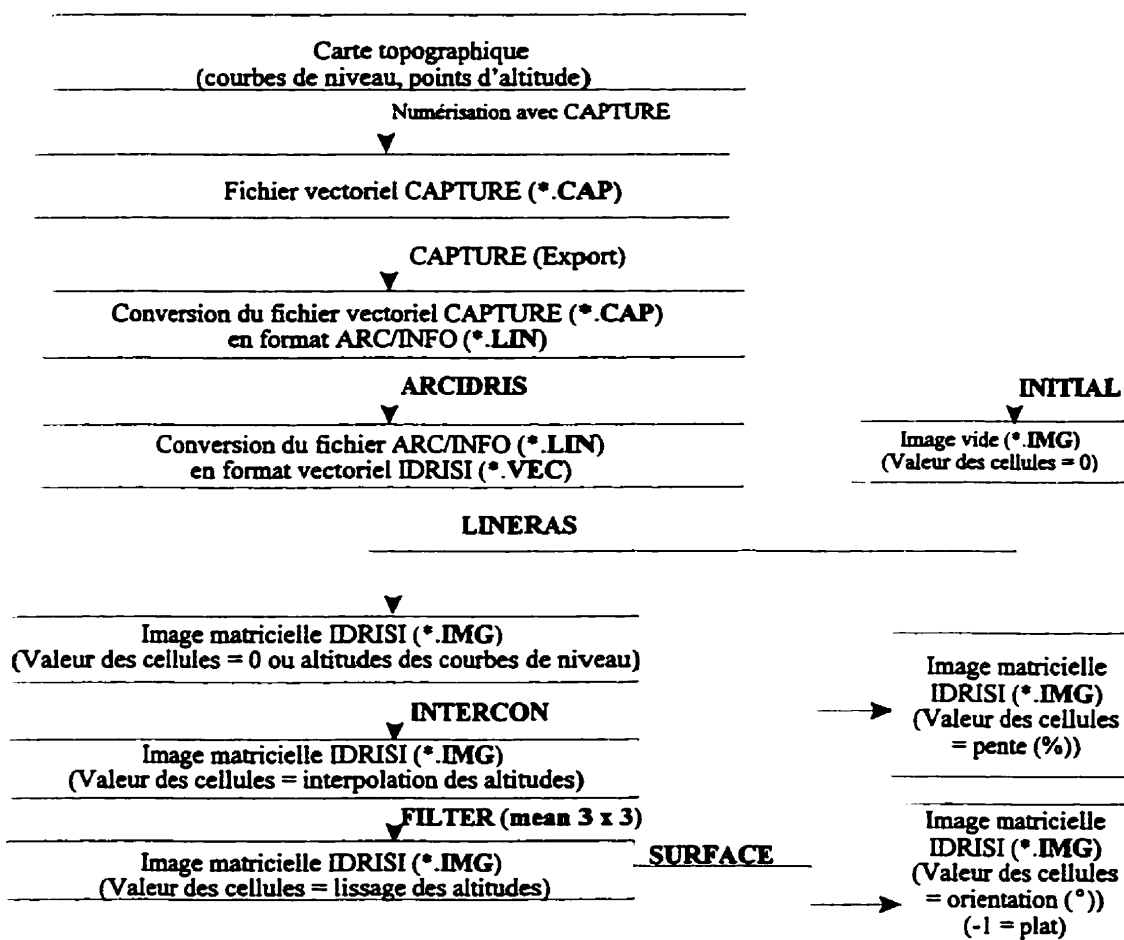 Carte topographique
(courbes de niveau, points d'altitude)
Numérisation avec CAPTURE
Fichier vectoriel CAPTURE (*.CAP)
CAPTURE (Export)
Conversion du fichier vectoriel CAPTURE (*.CAP)
en format ARC/INFO (*.LIN)
ARCIDRIS
Conversion du fichier ARC/INFO (*.LIN)
en format vectoriel IDRISI (*.VEC)
INITIAL
Image vide (*.IMG)
(Valeur des cellules = 0)
LINERAS
Image matricielle IDRISI (*.IMG)
(Valeur des cellules = 0 ou altitudes des courbes de niveau)
INTERCON
Image matricielle IDRISI (*.IMG)
(Valeur des cellules = interpolation des altitudes)
FILTER (mean 3 x 3)
Image matricielle IDRISI (*.IMG)
(Valeur des cellules = lissage des altitudes)
SURFACE
Image matricielle
IDRISI (*.IMG)
(Valeur des cellules
= pente (%))
Image matricielle
IDRISI (*.IMG)
(Valeur des cellules
= orientation (°))
(-1 = plat)